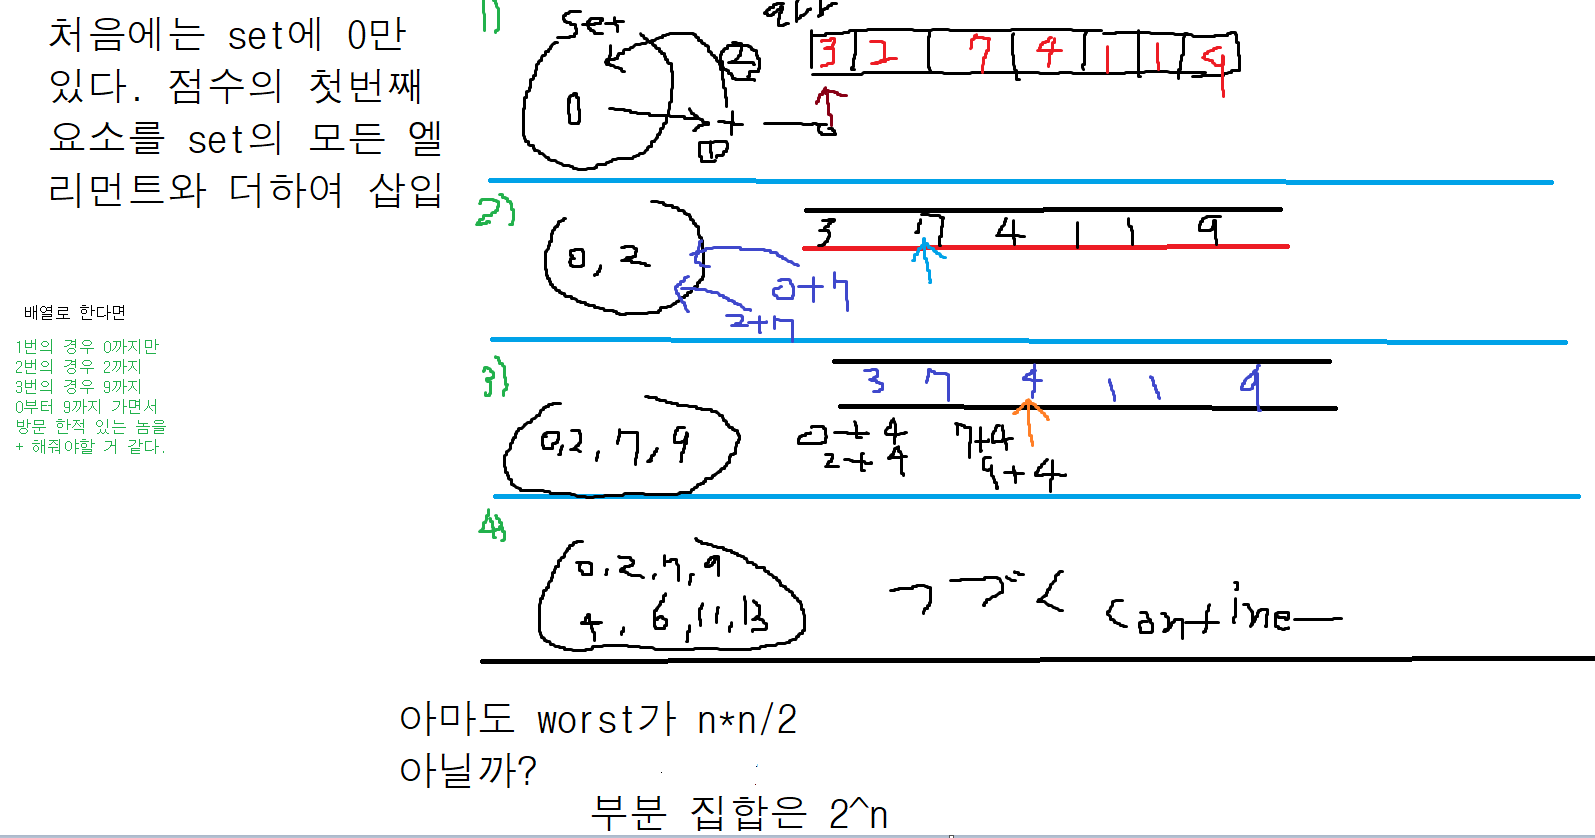 처음에는 set에 0만
있다. 점수의 첫번째
요소를 set의 모든 엘
리먼트와 더하여 삽입
배열로 한다면
1번의 경우 0까지만
2번의 경우 2까지
3번의 경우 9까지
0부터 9까지 가면서
방문 한적 있는 놈을
+ 해줘야할 거 같다.
1)
set
arr
3 2 7 4 1 1 9
0
②
+
①
2)
0, 2
3 7 4 1 1 9
0+7
2+7
3)
0,2, 7, 9
3 7 4 1 1 9
0+4 7+4
2+4 9+4
4)
0,2,7,9
4, 6,11,13
つづく contine
아마도 worst가 n*n/2
아닐까?
부분 집합은 2^n